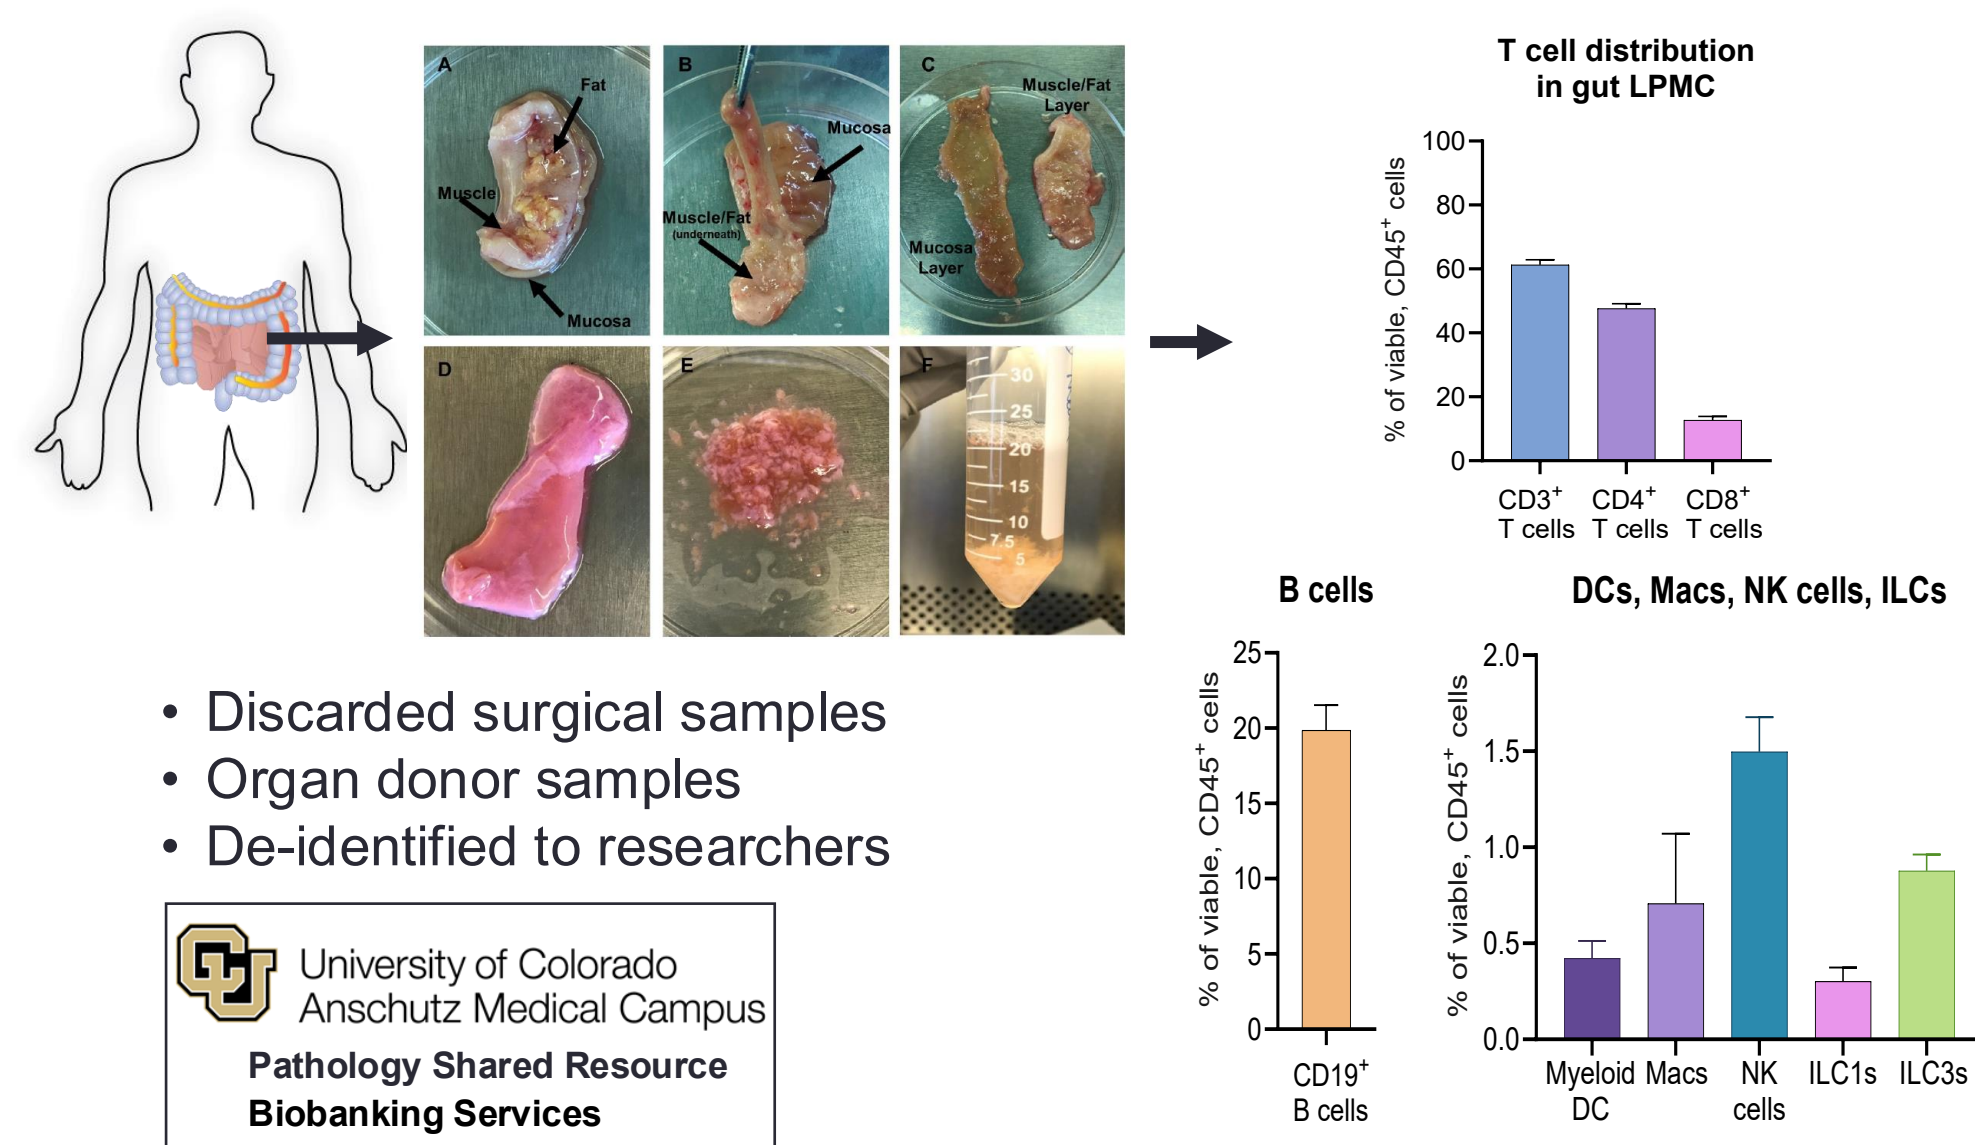 A
Fat
Muscle
Mucosa
B
Mucosa
Muscle/Fat
(underneath)
C
Muscle/Fat
Layer
Mucosa
Layer
D
E
F
30
25
20
15
10
7.5
5
T cell distribution
in gut LPMC
% of viable, CD45⁺ cells
100
80
60
40
20
0
CD3⁺
T cells
CD4⁺
T cells
CD8⁺
T cells
B cells
% of viable, CD45⁺ cells
25
20
15
10
5
0
CD19⁺
B cells
DCs, Macs, NK cells, ILCs
% of viable, CD45⁺ cells
2.0
1.5
1.0
0.5
0.0
Myeloid
DC
Macs
NK
cells
ILC1s
ILC3s
• Discarded surgical samples
• Organ donor samples
• De-identified to researchers
CU
University of Colorado
Anschutz Medical Campus
Pathology Shared Resource
Biobanking Services